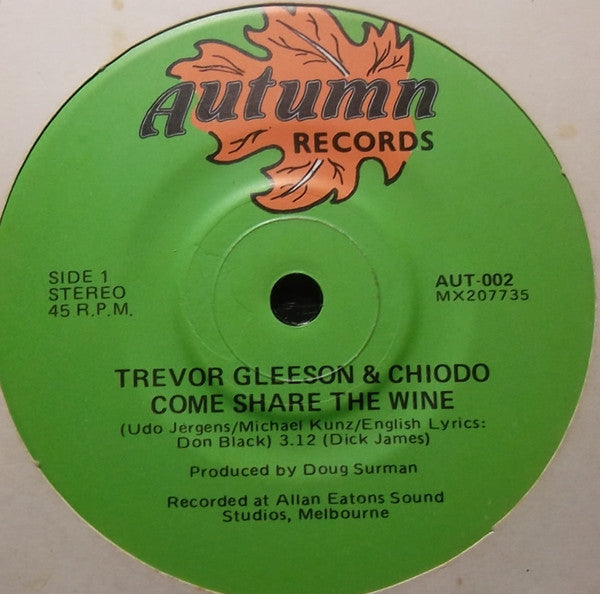 Autumn
RECORDS
SIDE 1
STEREO
45 R.P.M.
AUT-002
MX207735
TREVOR GLEESON & CHIODO
COME SHARE THE WINE
(Udo Jergens/Michael Kunz/English Lyrics:
Don Black) 3.12 (Dick James)
Produced by Doug Surman
Recorded at Allan Eatons Sound
Studios, Melbourne